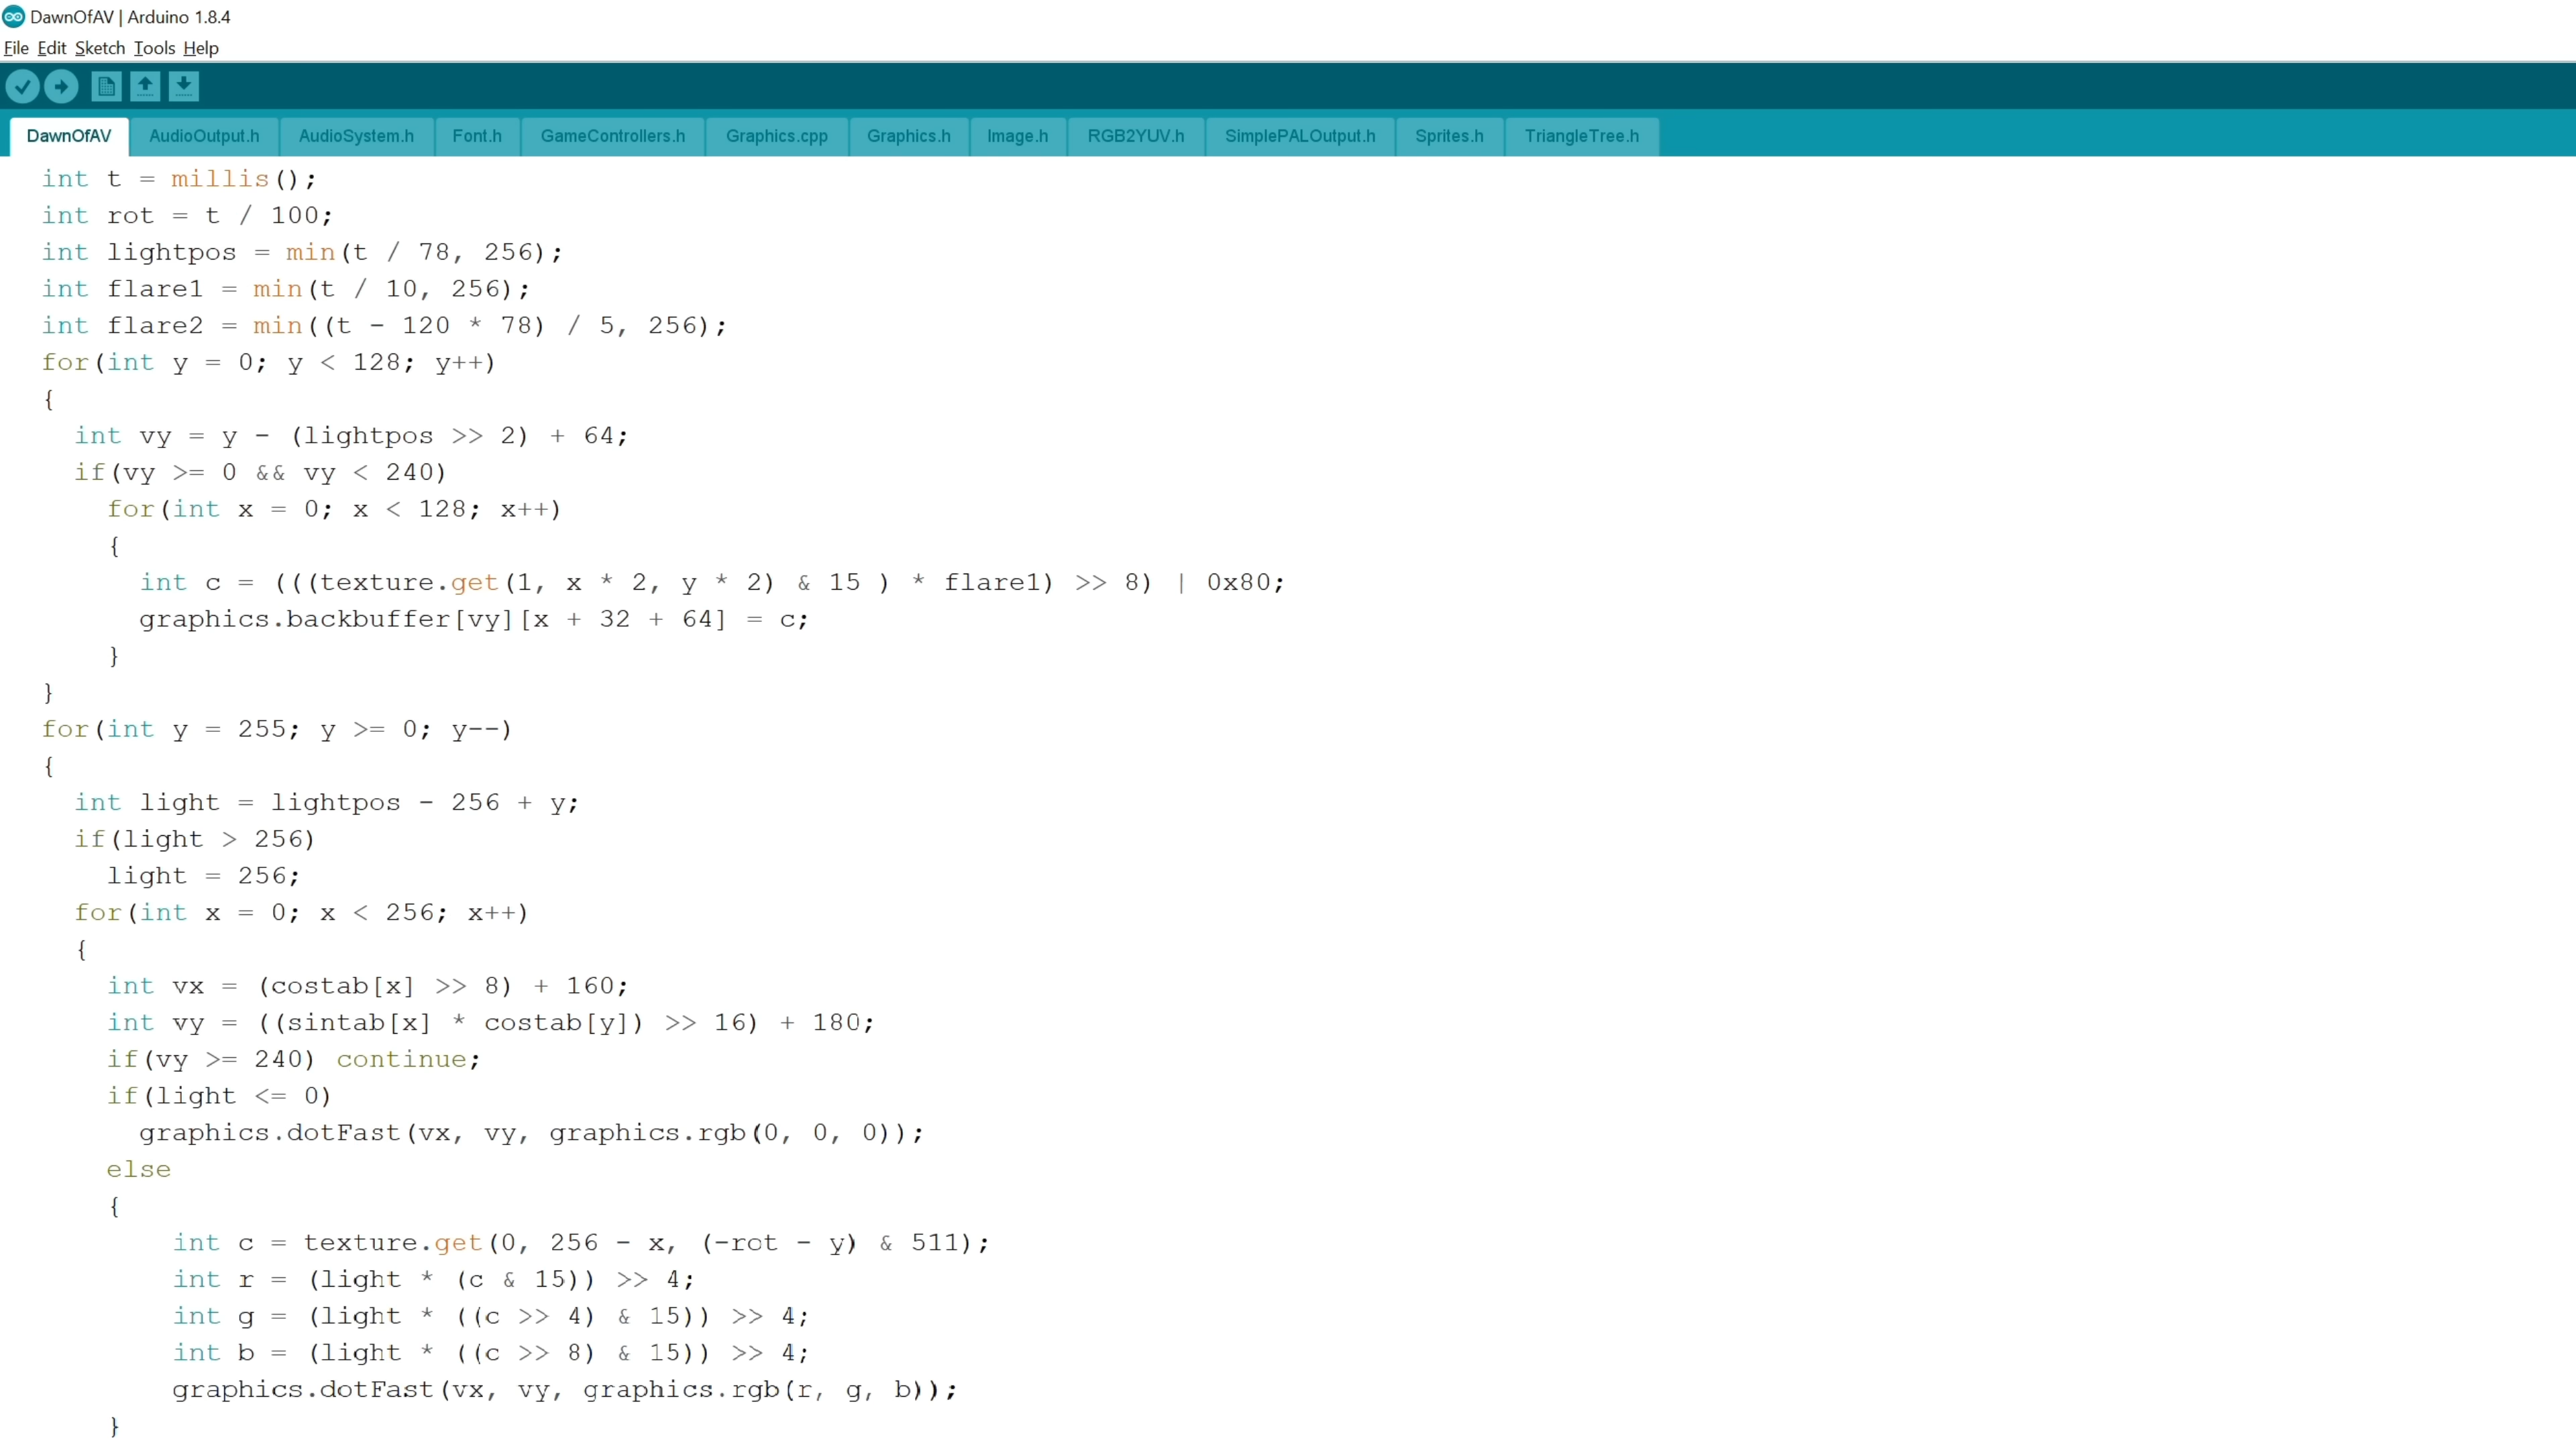 DawnOfAV | Arduino 1.8.4
File Edit Sketch Tools Help
DawnOfAV AudioOutput.h AudioSystem.h Font.h GameControllers.h Graphics.cpp Graphics.h Image.h RGB2YUV.h SimplePALOutput.h Sprites.h TriangleTree.h
int t = millis();
int rot = t / 100;
int lightpos = min(t / 78, 256);
int flare1 = min(t / 10, 256);
int flare2 = min((t - 120 * 78) / 5, 256);
for(int y = 0; y < 128; y++)
{
int vy = y - (lightpos >> 2) + 64;
if(vy >= 0 && vy < 240)
for(int x = 0; x < 128; x++)
{
int c = (((texture.get(1, x * 2, y * 2) & 15 ) * flare1) >> 8) | 0x80;
graphics.backbuffer[vy][x + 32 + 64] = c;
}
}
for(int y = 255; y >= 0; y--)
{
int light = lightpos - 256 + y;
if(light > 256)
light = 256;
for(int x = 0; x < 256; x++)
{
int vx = (costab[x] >> 8) + 160;
int vy = ((sintab[x] * costab[y]) >> 16) + 180;
if(vy >= 240) continue;
if(light <= 0)
graphics.dotFast(vx, vy, graphics.rgb(0, 0, 0));
else
{
int c = texture.get(0, 256 - x, (-rot - y) & 511);
int r = (light * (c & 15)) >> 4;
int g = (light * ((c >> 4) & 15)) >> 4;
int b = (light * ((c >> 8) & 15)) >> 4;
graphics.dotFast(vx, vy, graphics.rgb(r, g, b));
}